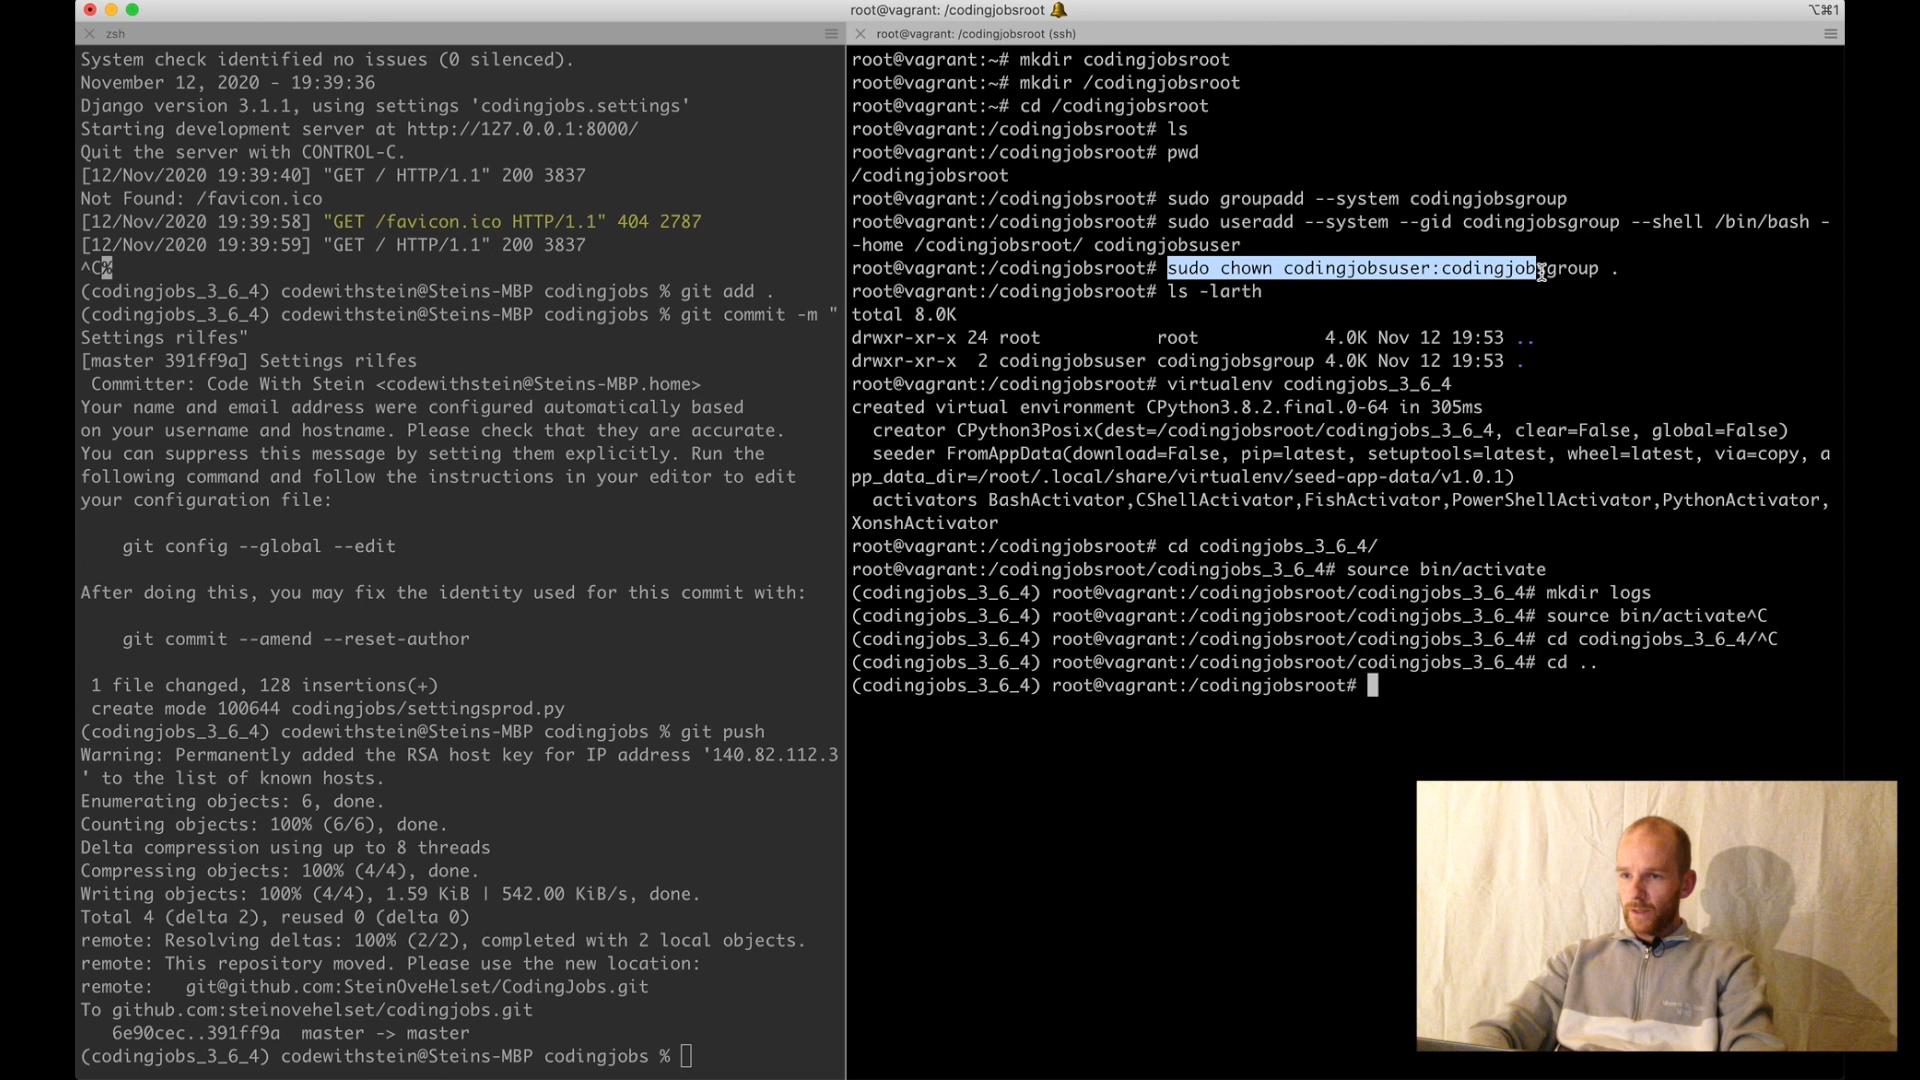 root@vagrant: /codingjobsroot
⌥⌘1
zsh
System check identified no issues (0 silenced).
November 12, 2020 - 19:39:36
Django version 3.1.1, using settings 'codingjobs.settings'
Starting development server at http://127.0.0.1:8000/
Quit the server with CONTROL-C.
[12/Nov/2020 19:39:40] "GET / HTTP/1.1" 200 3837
Not Found: /favicon.ico
[12/Nov/2020 19:39:58] "GET /favicon.ico HTTP/1.1" 404 2787
[12/Nov/2020 19:39:59] "GET / HTTP/1.1" 200 3837
^C%
(codingjobs_3_6_4) codewithstein@Steins-MBP codingjobs % git add .
(codingjobs_3_6_4) codewithstein@Steins-MBP codingjobs % git commit -m "
Settings rilfes"
[master 391ff9a] Settings rilfes
Committer: Code With Stein <codewithstein@Steins-MBP.home>
Your name and email address were configured automatically based
on your username and hostname. Please check that they are accurate.
You can suppress this message by setting them explicitly. Run the
following command and follow the instructions in your editor to edit
your configuration file:
git config --global --edit
After doing this, you may fix the identity used for this commit with:
git commit --amend --reset-author
1 file changed, 128 insertions(+)
create mode 100644 codingjobs/settingsprod.py
(codingjobs_3_6_4) codewithstein@Steins-MBP codingjobs % git push
Warning: Permanently added the RSA host key for IP address '140.82.112.3
' to the list of known hosts.
Enumerating objects: 6, done.
Counting objects: 100% (6/6), done.
Delta compression using up to 8 threads
Compressing objects: 100% (4/4), done.
Writing objects: 100% (4/4), 1.59 KiB | 542.00 KiB/s, done.
Total 4 (delta 2), reused 0 (delta 0)
remote: Resolving deltas: 100% (2/2), completed with 2 local objects.
remote: This repository moved. Please use the new location:
remote:   git@github.com:SteinOveHelset/CodingJobs.git
To github.com:steinovehelset/codingjobs.git
6e90cec..391ff9a  master -> master
(codingjobs_3_6_4) codewithstein@Steins-MBP codingjobs %
root@vagrant: /codingjobsroot (ssh)
root@vagrant:~# mkdir codingjobsroot
root@vagrant:~# mkdir /codingjobsroot
root@vagrant:~# cd /codingjobsroot
root@vagrant:/codingjobsroot# ls
root@vagrant:/codingjobsroot# pwd
/codingjobsroot
root@vagrant:/codingjobsroot# sudo groupadd --system codingjobsgroup
root@vagrant:/codingjobsroot# sudo useradd --system --gid codingjobsgroup --shell /bin/bash -
-home /codingjobsroot/ codingjobsuser
root@vagrant:/codingjobsroot# sudo chown codingjobsuser:codingjobsgroup .
root@vagrant:/codingjobsroot# ls -larth
total 8.0K
drwxr-xr-x 24 root           root            4.0K Nov 12 19:53 ..
drwxr-xr-x  2 codingjobsuser codingjobsgroup 4.0K Nov 12 19:53 .
root@vagrant:/codingjobsroot# virtualenv codingjobs_3_6_4
created virtual environment CPython3.8.2.final.0-64 in 305ms
creator CPython3Posix(dest=/codingjobsroot/codingjobs_3_6_4, clear=False, global=False)
seeder FromAppData(download=False, pip=latest, setuptools=latest, wheel=latest, via=copy, a
pp_data_dir=/root/.local/share/virtualenv/seed-app-data/v1.0.1)
activators BashActivator,CShellActivator,FishActivator,PowerShellActivator,PythonActivator,
XonshActivator
root@vagrant:/codingjobsroot# cd codingjobs_3_6_4/
root@vagrant:/codingjobsroot/codingjobs_3_6_4# source bin/activate
(codingjobs_3_6_4) root@vagrant:/codingjobsroot/codingjobs_3_6_4# mkdir logs
(codingjobs_3_6_4) root@vagrant:/codingjobsroot/codingjobs_3_6_4# source bin/activate^C
(codingjobs_3_6_4) root@vagrant:/codingjobsroot/codingjobs_3_6_4# cd codingjobs_3_6_4/^C
(codingjobs_3_6_4) root@vagrant:/codingjobsroot/codingjobs_3_6_4# cd ..
(codingjobs_3_6_4) root@vagrant:/codingjobsroot#